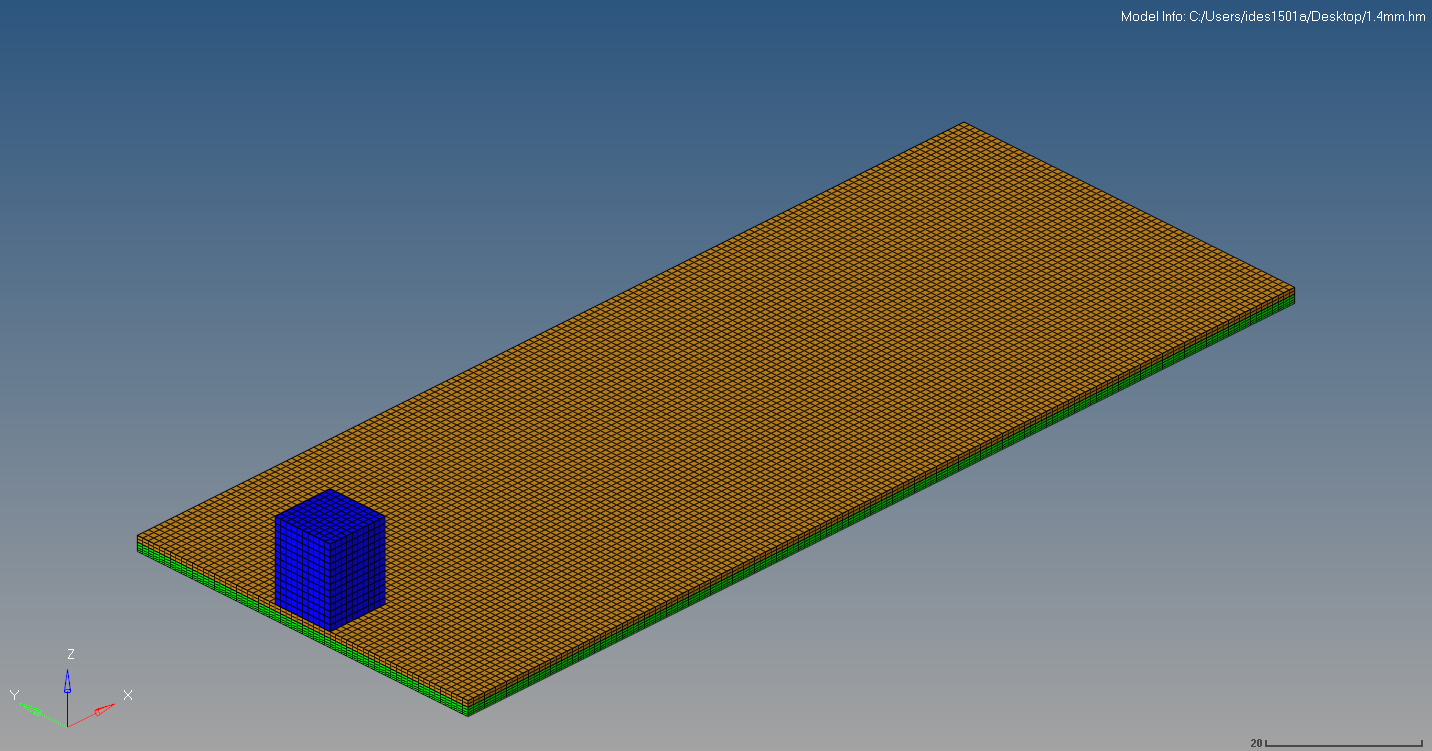 Model Info: C:/Users/ides1501a/Desktop/1.4mm.hm
Z
Y
X
20